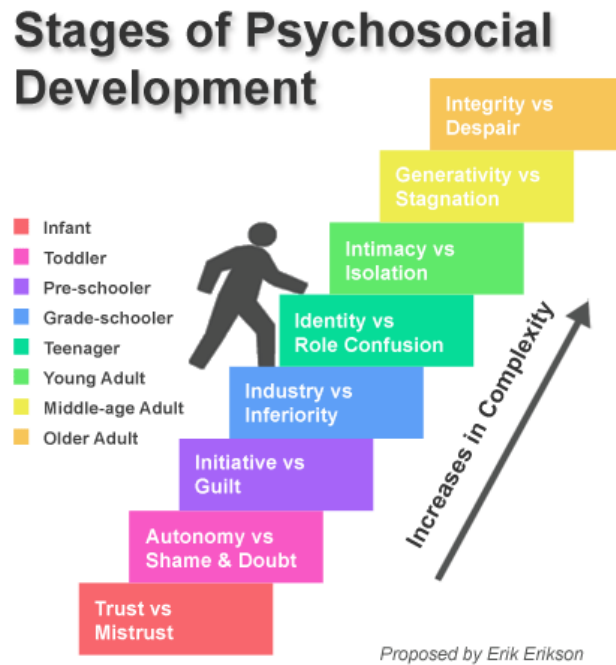 Stages of Psychosocial
Development
Integrity vs
Despair
Generativity vs
Stagnation
Intimacy vs
Isolation
Identity vs
Role Confusion
Industry vs
Inferiority
Initiative vs
Guilt
Autonomy vs
Shame & Doubt
Trust vs
Mistrust
Infant
Toddler
Pre-schooler
Grade-schooler
Teenager
Young Adult
Middle-age Adult
Older Adult
Increases in Complexity
Proposed by Erik Erikson